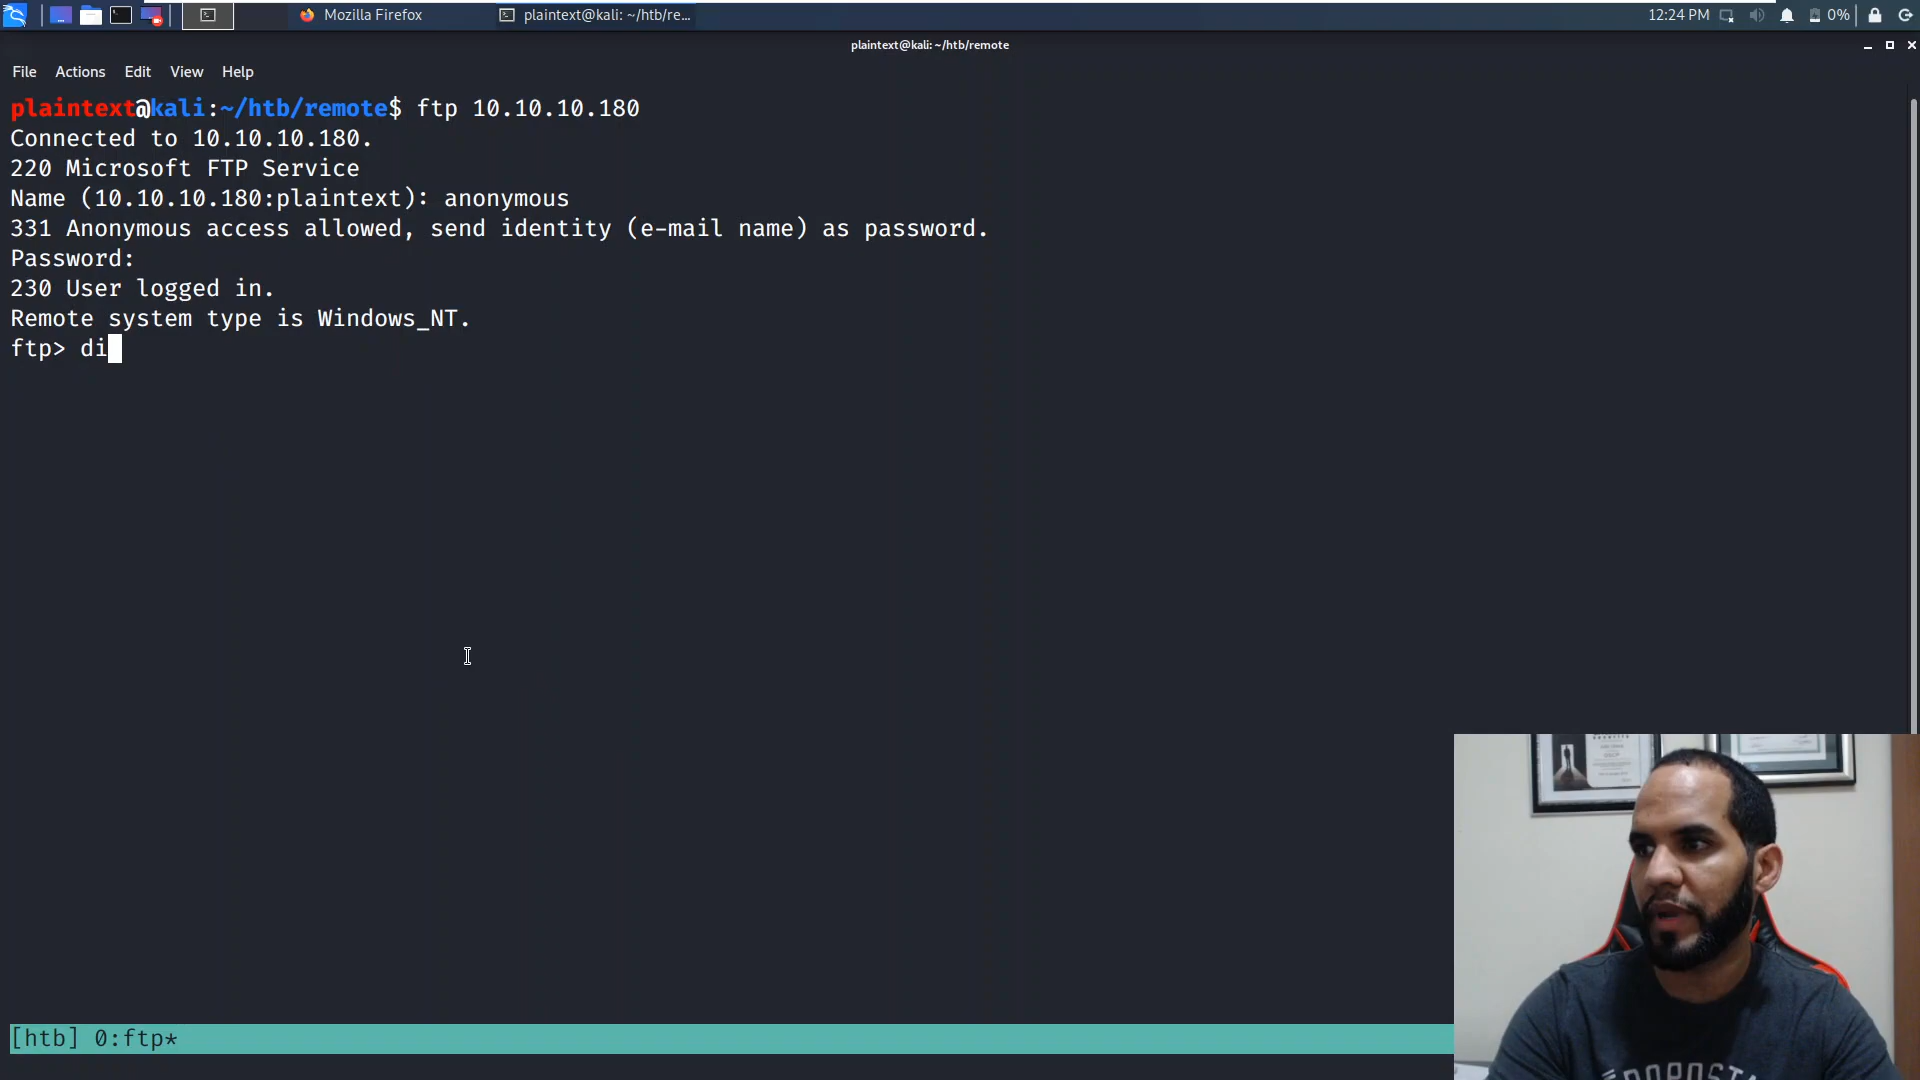 Mozilla Firefox
plaintext@kali: ~/htb/re...
12:24 PM
0%
plaintext@kali: ~/htb/remote
File Actions Edit View Help
plaintext@kali:~/htb/remote$ ftp 10.10.10.180
Connected to 10.10.10.180.
220 Microsoft FTP Service
Name (10.10.10.180:plaintext): anonymous
331 Anonymous access allowed, send identity (e-mail name) as password.
Password:
230 User logged in.
Remote system type is Windows_NT.
ftp> di
[htb] 0:ftp*